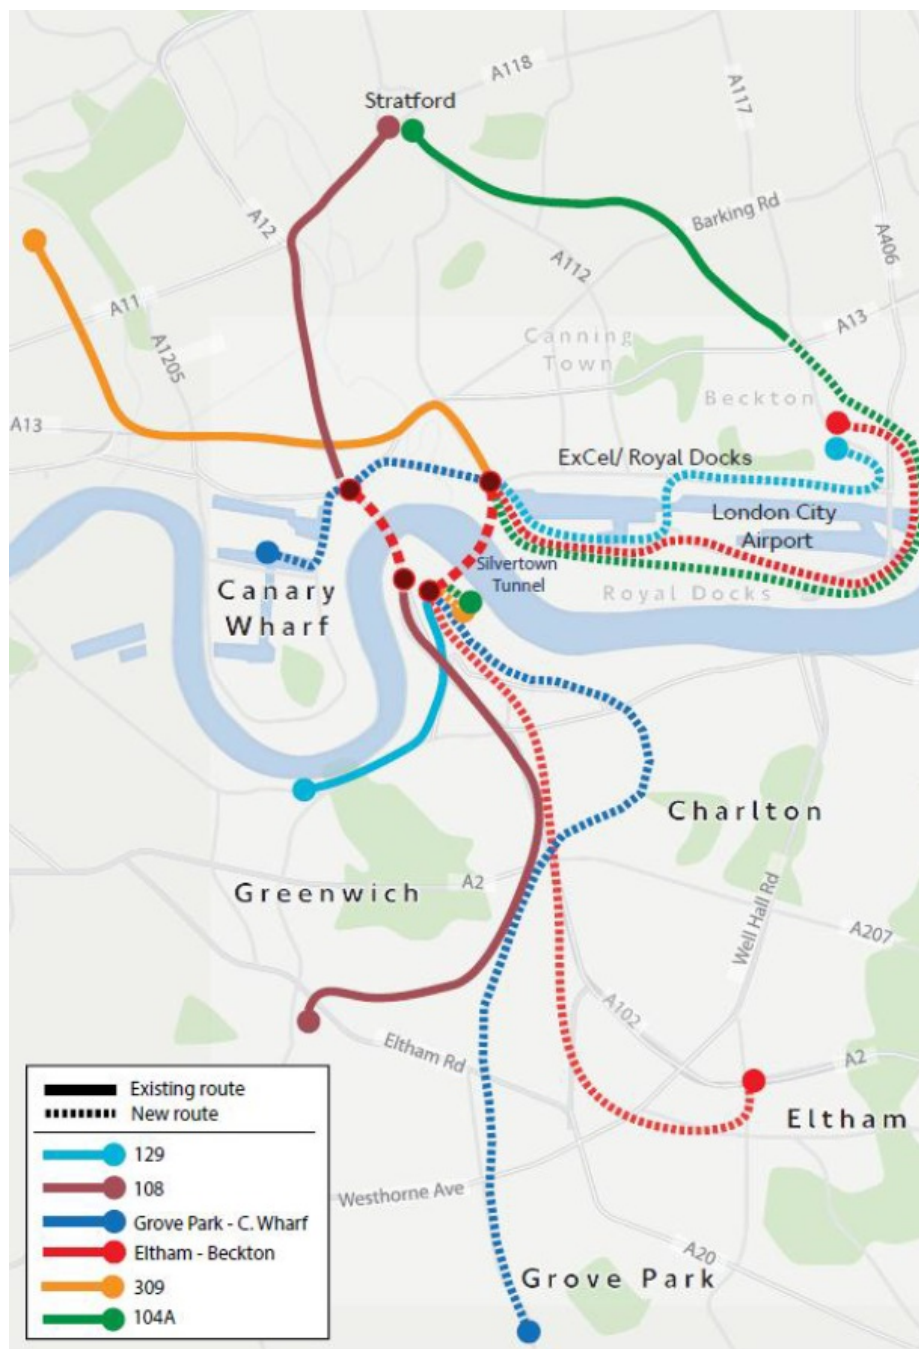 A118
Stratford
A117
Barking Rd
A12
A406
A112
A11
A13
Canning
Town
A1205
Beckton
A13
ExCel/ Royal Docks
London City
Airport
Silvertown
Tunnel
Royal Docks
Canary
Wharf
Charlton
A2
Greenwich
Well Hall Rd
A207
A102
Eltham Rd
A2
Eltham
Westhorne Ave
A20
Grove Park
Existing route
New route
129
108
Grove Park - C. Wharf
Eltham - Beckton
309
104A